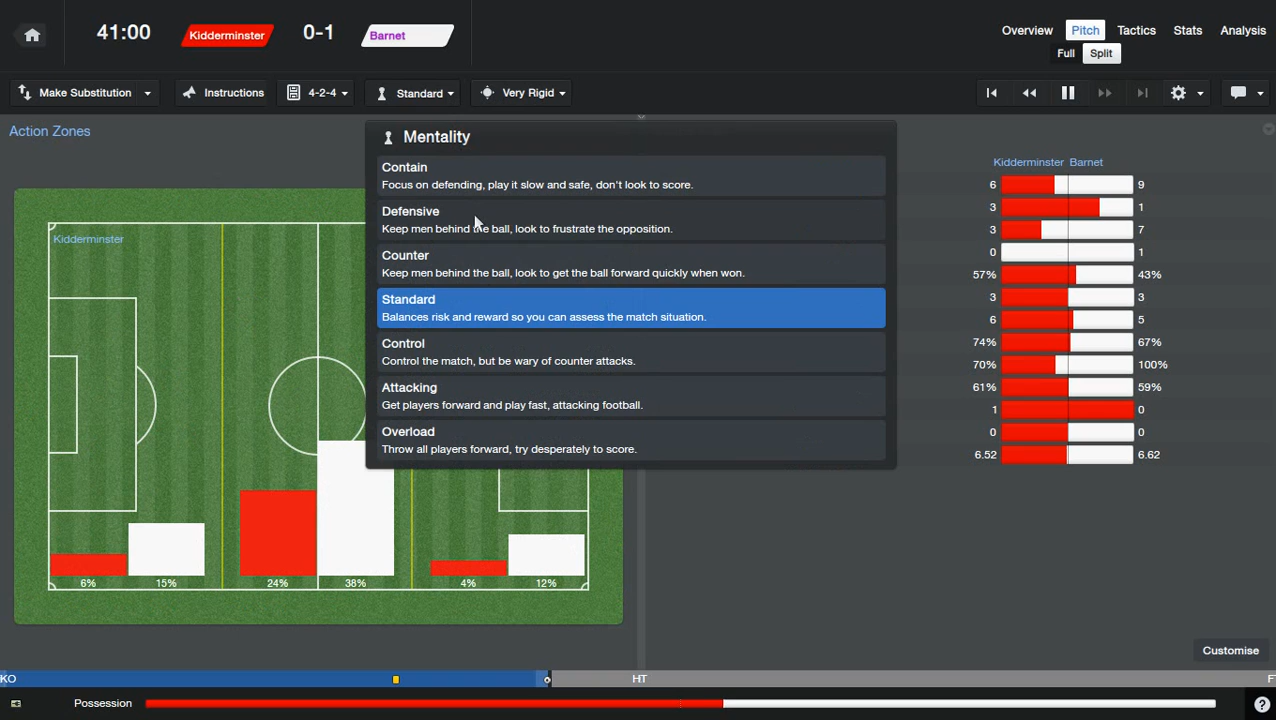 41:00 Kidderminster 0-1 Barnet
Overview Pitch Tactics Stats Analysis
Full Split
Make Substitution Instructions 4-2-4 Standard Very Rigid
Action Zones
Mentality
Contain
Focus on defending, play it slow and safe, don't look to score.
Defensive
Keep men behind the ball, look to frustrate the opposition.
Counter
Keep men behind the ball, look to get the ball forward quickly when won.
Standard
Balances risk and reward so you can assess the match situation.
Control
Control the match, but be wary of counter attacks.
Attacking
Get players forward and play fast, attacking football.
Overload
Throw all players forward, try desperately to score.
Kidderminster
6% 15% 24% 38% 4% 12%
Kidderminster Barnet
6 9
3 1
3 7
0 1
57% 43%
3 3
6 5
74% 67%
70% 100%
61% 59%
1 0
0 0
6.52 6.62
Customise
KO HT F
Possession ?